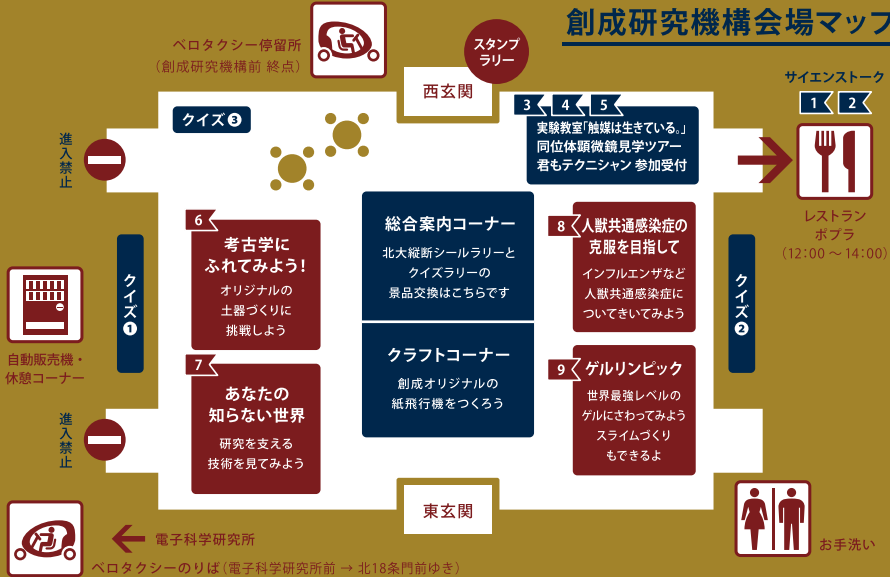 創成研究機構会場マップ
ベロタクシー停留所
(創成研究機構前 終点)
スタンプ
ラリー
西玄関
サイエンストーク
1 2
クイズ❸
3 4 5
実験教室「触媒は生きている。」
同位体顕微鏡見学ツアー
君もテクニシャン 参加受付
進入禁止
レストラン
ポプラ
(12:00〜14:00)
6
考古学に
ふれてみよう!
オリジナルの
土器づくりに
挑戦しよう
総合案内コーナー
北大縦断シールラリーと
クイズラリーの
景品交換はこちらです
8
人獣共通感染症の
克服を目指して
インフルエンザなど
人獣共通感染症に
ついてきいてみよう
クイズ❶
クイズ❷
自動販売機・
休憩コーナー
7
あなたの
知らない世界
研究を支える
技術を見てみよう
クラフトコーナー
創成オリジナルの
紙飛行機をつくろう
9
ゲルリンピック
世界最強レベルの
ゲルにさわってみよう
スライムづくり
もできるよ
進入禁止
東玄関
お手洗い
電子科学研究所
ベロタクシーのりば(電子科学研究所前 → 北18条門前ゆき)